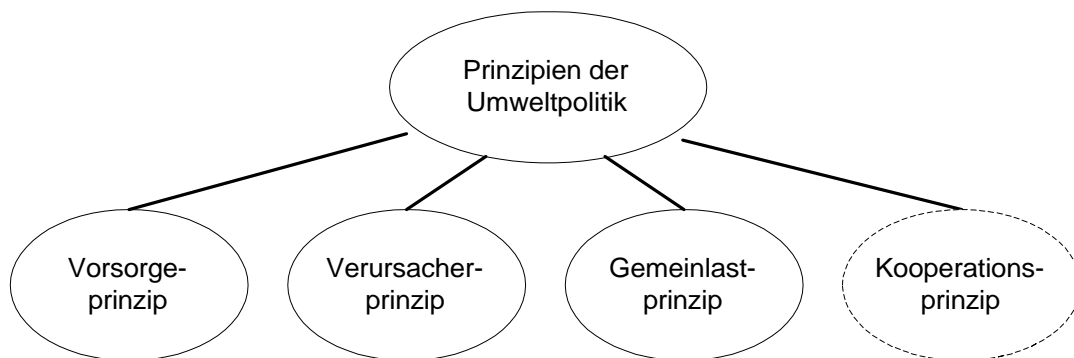 Prinzipien der
Umweltpolitik
Vorsorge-
prinzip
Verursacher-
prinzip
Gemeinlast-
prinzip
Kooperations-
prinzip